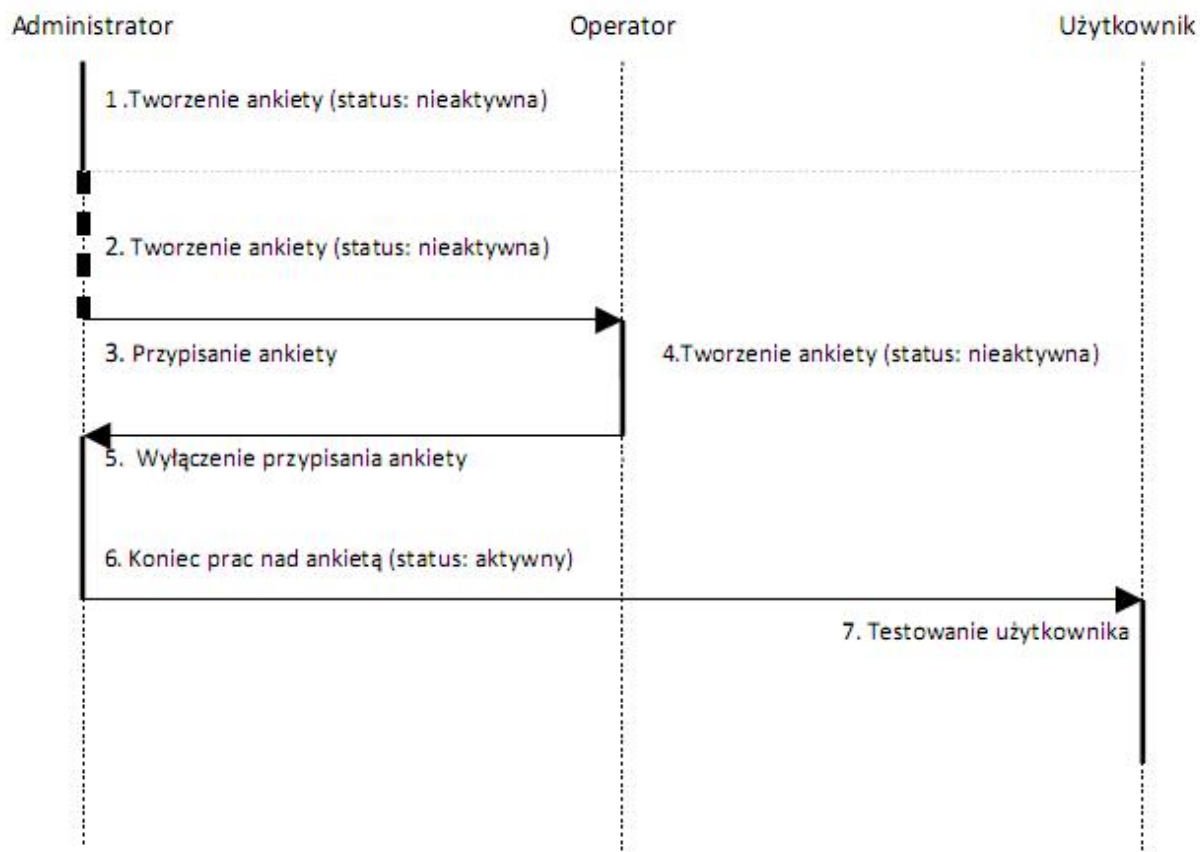 Administrator Operator Użytkownik
1 .Tworzenie ankiety (status: nieaktywna)
2. Tworzenie ankiety (status: nieaktywna)
3. Przypisanie ankiety
4.Tworzenie ankiety (status: nieaktywna)
5. Wyłączenie przypisania ankiety
6. Koniec prac nad ankietą (status: aktywny)
7. Testowanie użytkownika